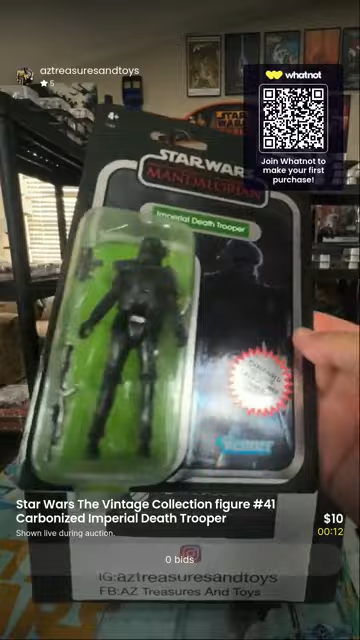 aztreasuresandtoys
★5
whatnot
Join Whatnot to
make your first
purchase!
4+
STAR WARS
THE
MANDALORIAN
Imperial Death Trooper
Kenner
Star Wars The Vintage Collection figure #41
Carbonized Imperial Death Trooper
$10
Shown live during auction.
00:12
0 bids
IG:aztreasuresandtoys
FB:AZ Treasures And Toys